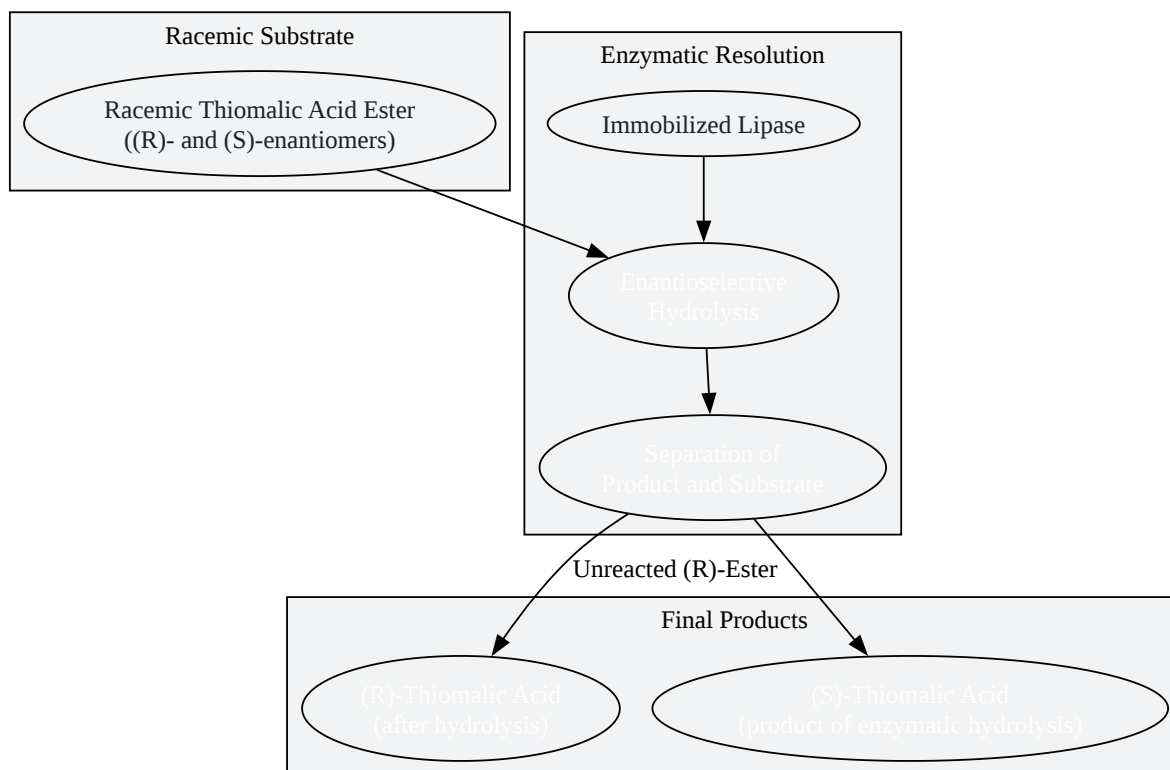 Racemic Substrate
Racemic Thiomalic Acid Ester
((R)- and (S)-enantiomers)
Enzymatic Resolution
Immobilized Lipase
Enantioselective
Hydrolysis
Separation of
Product and Substrate
Unreacted (R)-Ester
Final Products
(R)-Thiomalic Acid
(after hydrolysis)
(S)-Thiomalic Acid
(product of enzymatic hydrolysis)